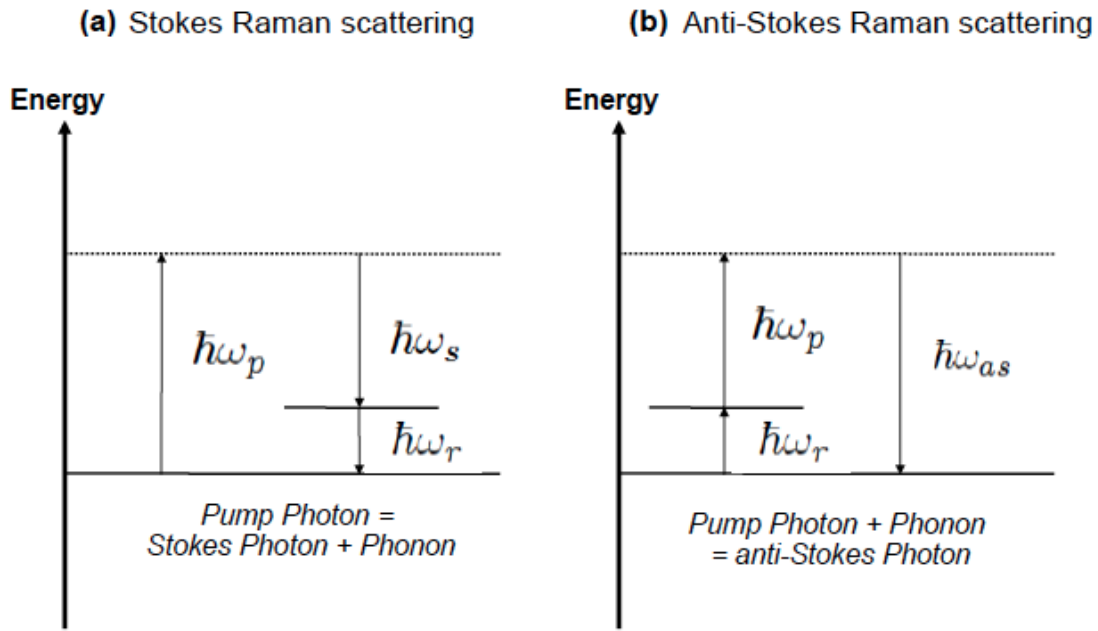 (a) Stokes Raman scattering
(b) Anti-Stokes Raman scattering
Energy
Energy
ℏω_p
ℏω_s
ℏω_r
Pump Photon =
Stokes Photon + Phonon
ℏω_p
ℏω_as
ℏω_r
Pump Photon + Phonon
= anti-Stokes Photon